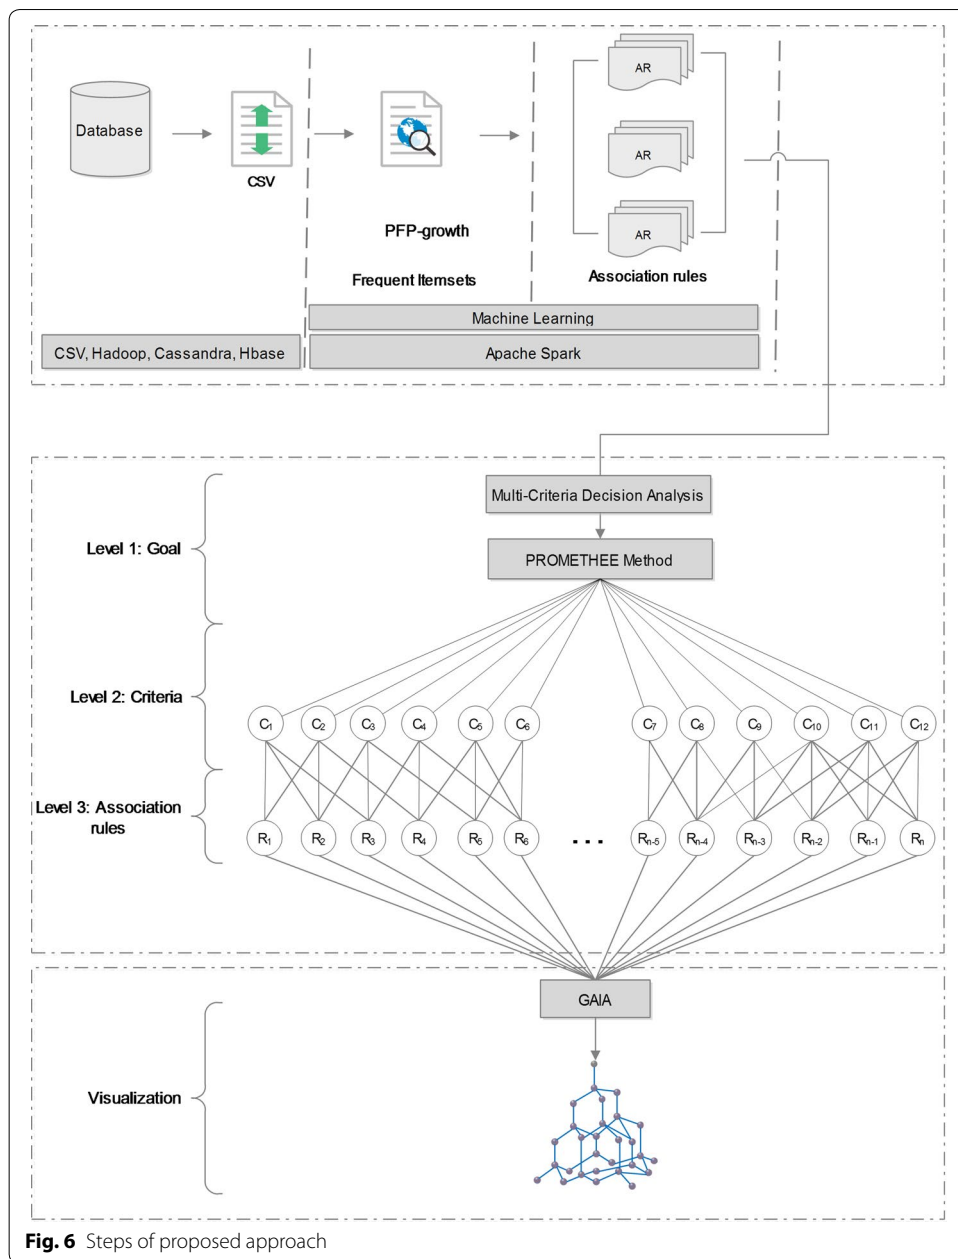 Database
CSV
PFP-growth
Frequent Itemsets
AR
AR
AR
Association rules
Machine Learning
CSV, Hadoop, Cassandra, Hbase
Apache Spark
Multi-Criteria Decision Analysis
Level 1: Goal
PROMETHEE Method
Level 2: Criteria
C1 C2 C3 C4 C5 C6 C7 C8 C9 C10 C11 C12
Level 3: Association
rules
R1 R2 R3 R4 R5 R6 ... Rn-5 Rn-4 Rn-3 Rn-2 Rn-1 Rn
GAIA
Visualization
Fig. 6 Steps of proposed approach